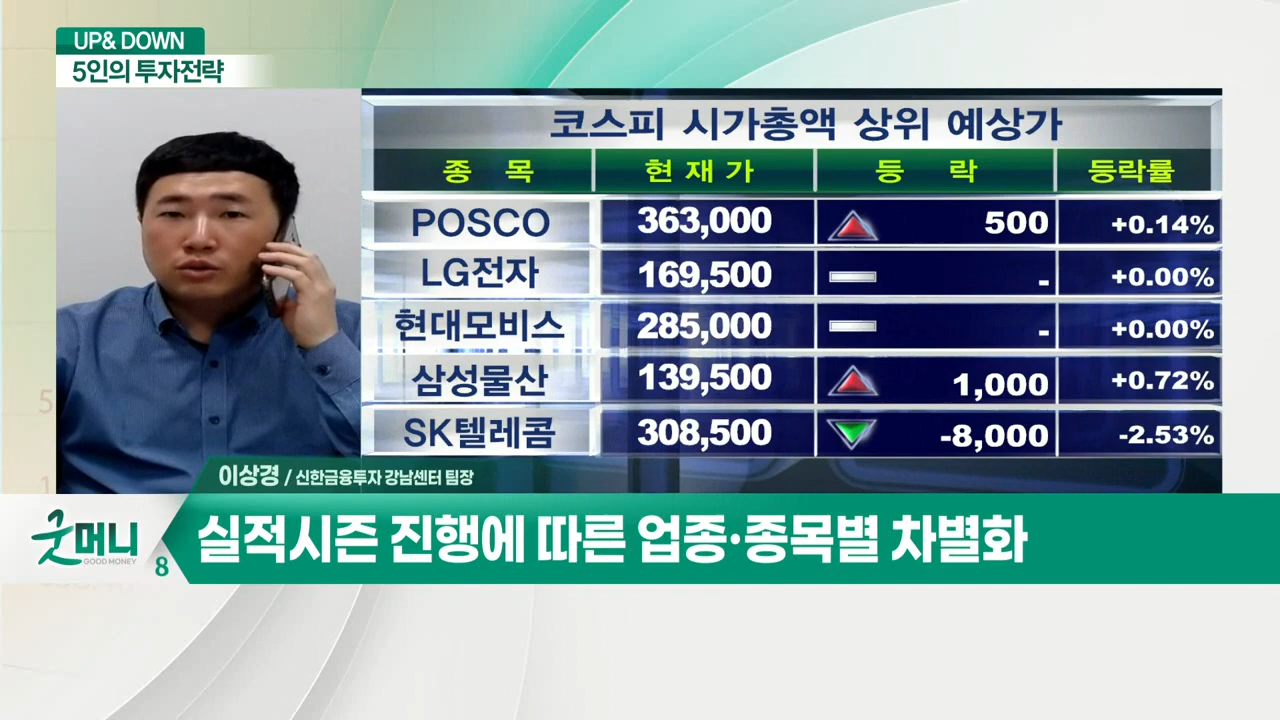 UP& DOWN
5인의 투자전략
코스피 시가총액 상위 예상가
종 목 현 재 가 등 락 등락률
POSCO 363,000 500 +0.14%
LG전자 169,500 - +0.00%
현대모비스 285,000 - +0.00%
삼성물산 139,500 1,000 +0.72%
SK텔레콤 308,500 -8,000 -2.53%
이상경 / 신한금융투자 강남센터 팀장
굿머니
GOOD MONEY
8
실적시즌 진행에 따른 업종·종목별 차별화
5
1